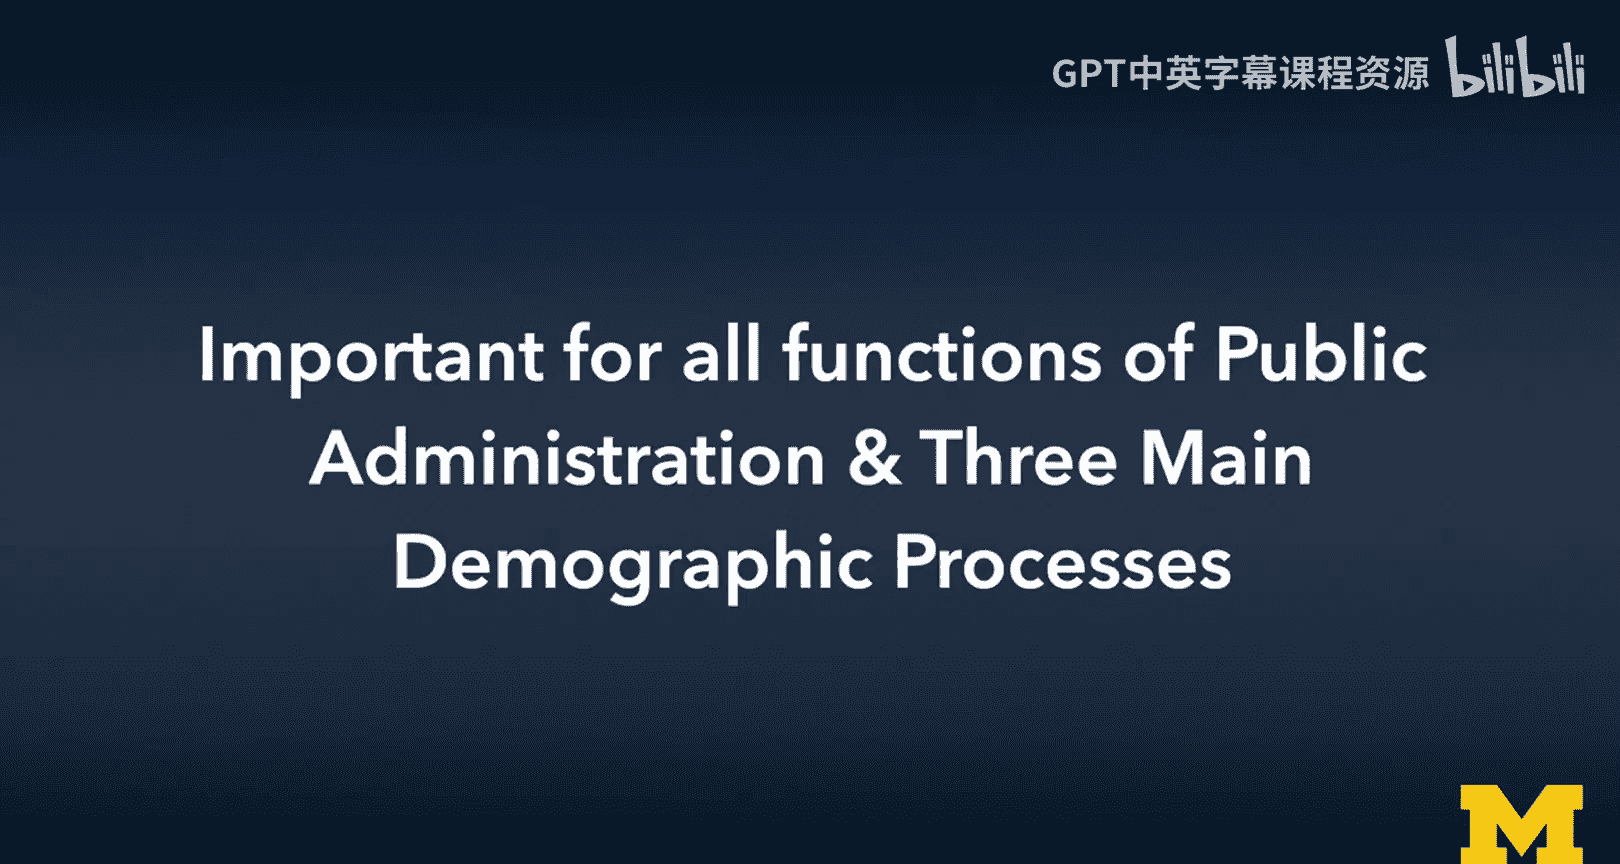 GPT中英字幕课程资源 bilibili
Important for all functions of Public
Administration & Three Main
Demographic Processes
M